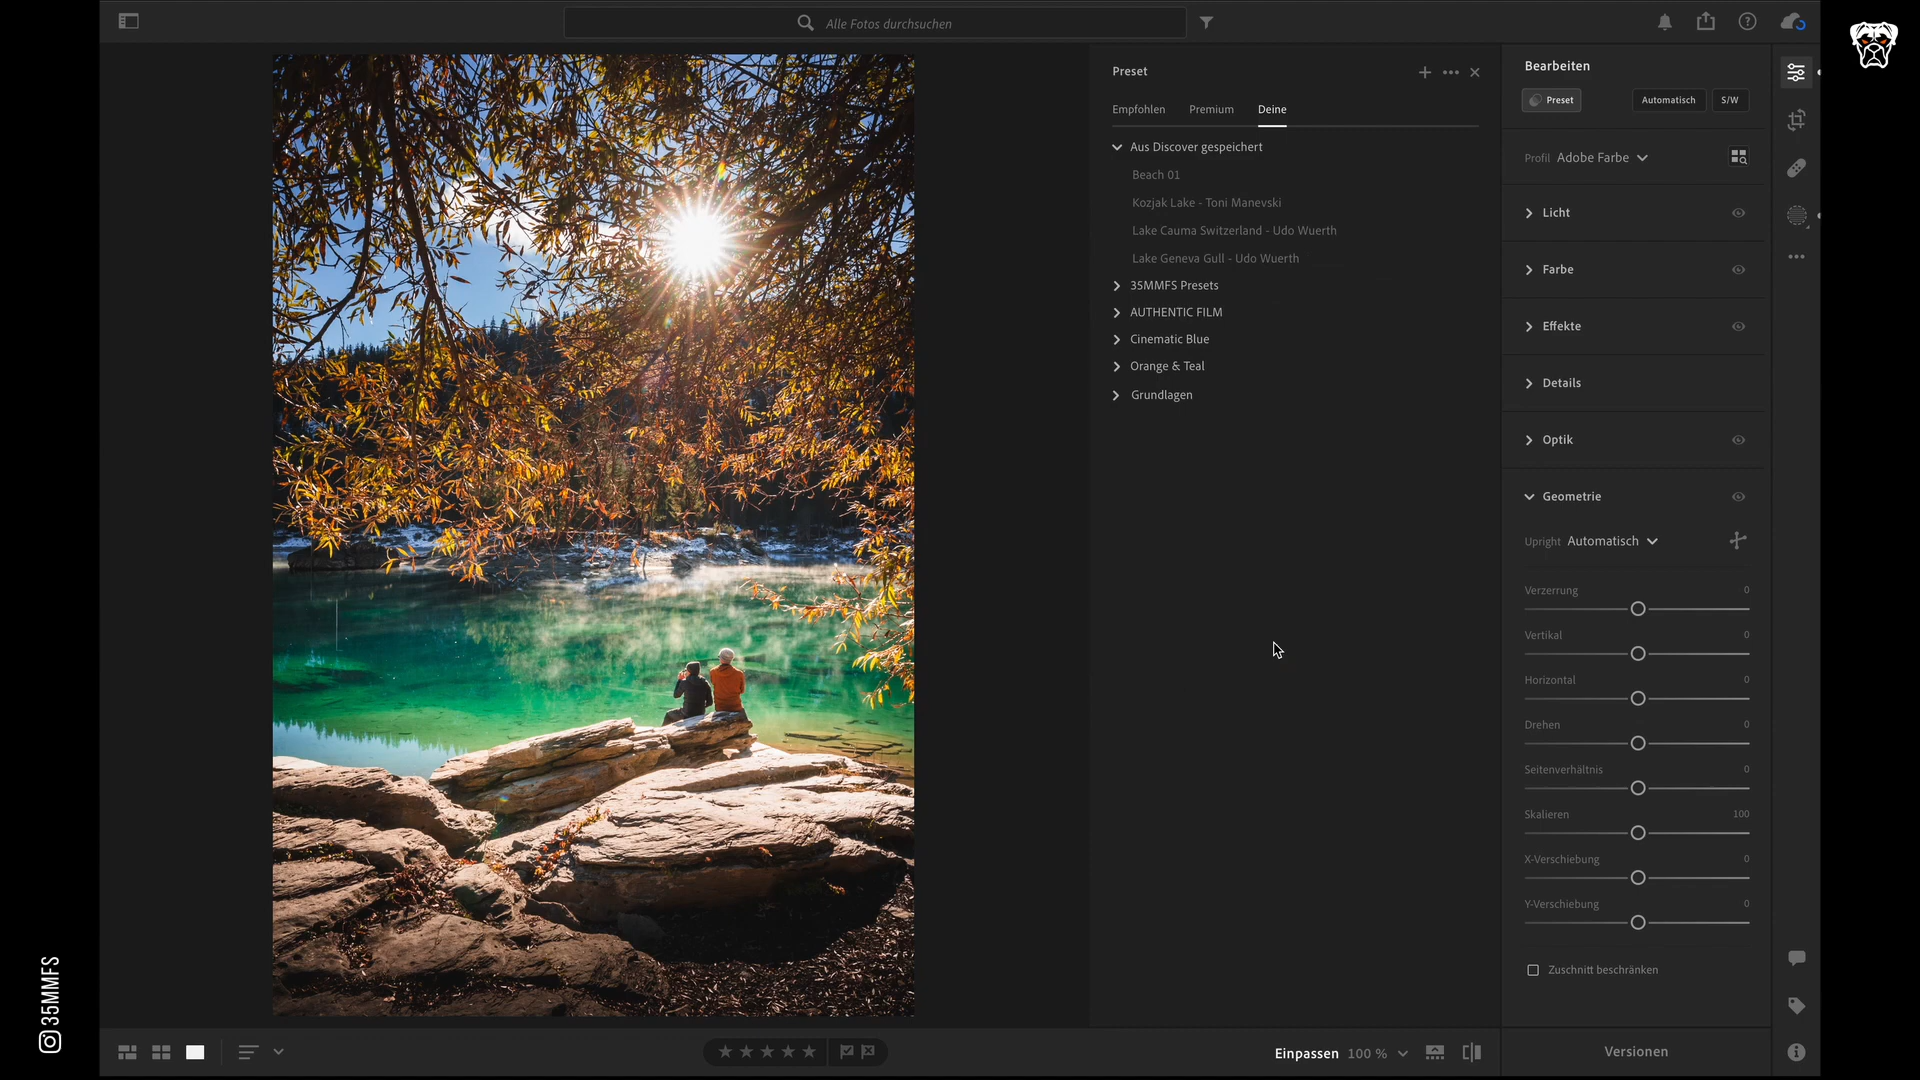 Alle Fotos durchsuchen
Preset
Empfohlen Premium Deine
Aus Discover gespeichert
Beach 01
Kozjak Lake - Toni Manevski
Lake Cauma Switzerland - Udo Wuerth
Lake Geneva Gull - Udo Wuerth
35MMFS Presets
AUTHENTIC FILM
Cinematic Blue
Orange & Teal
Grundlagen
Bearbeiten
Preset Automatisch S/W
Profil Adobe Farbe
Licht
Farbe
Effekte
Details
Optik
Geometrie
Upright Automatisch
Verzerrung 0
Vertikal 0
Horizontal 0
Drehen 0
Seitenverhältnis 0
Skalieren 100
X-Verschiebung 0
Y-Verschiebung 0
Zuschnitt beschränken
Einpassen 100 %
Versionen
35MMFS